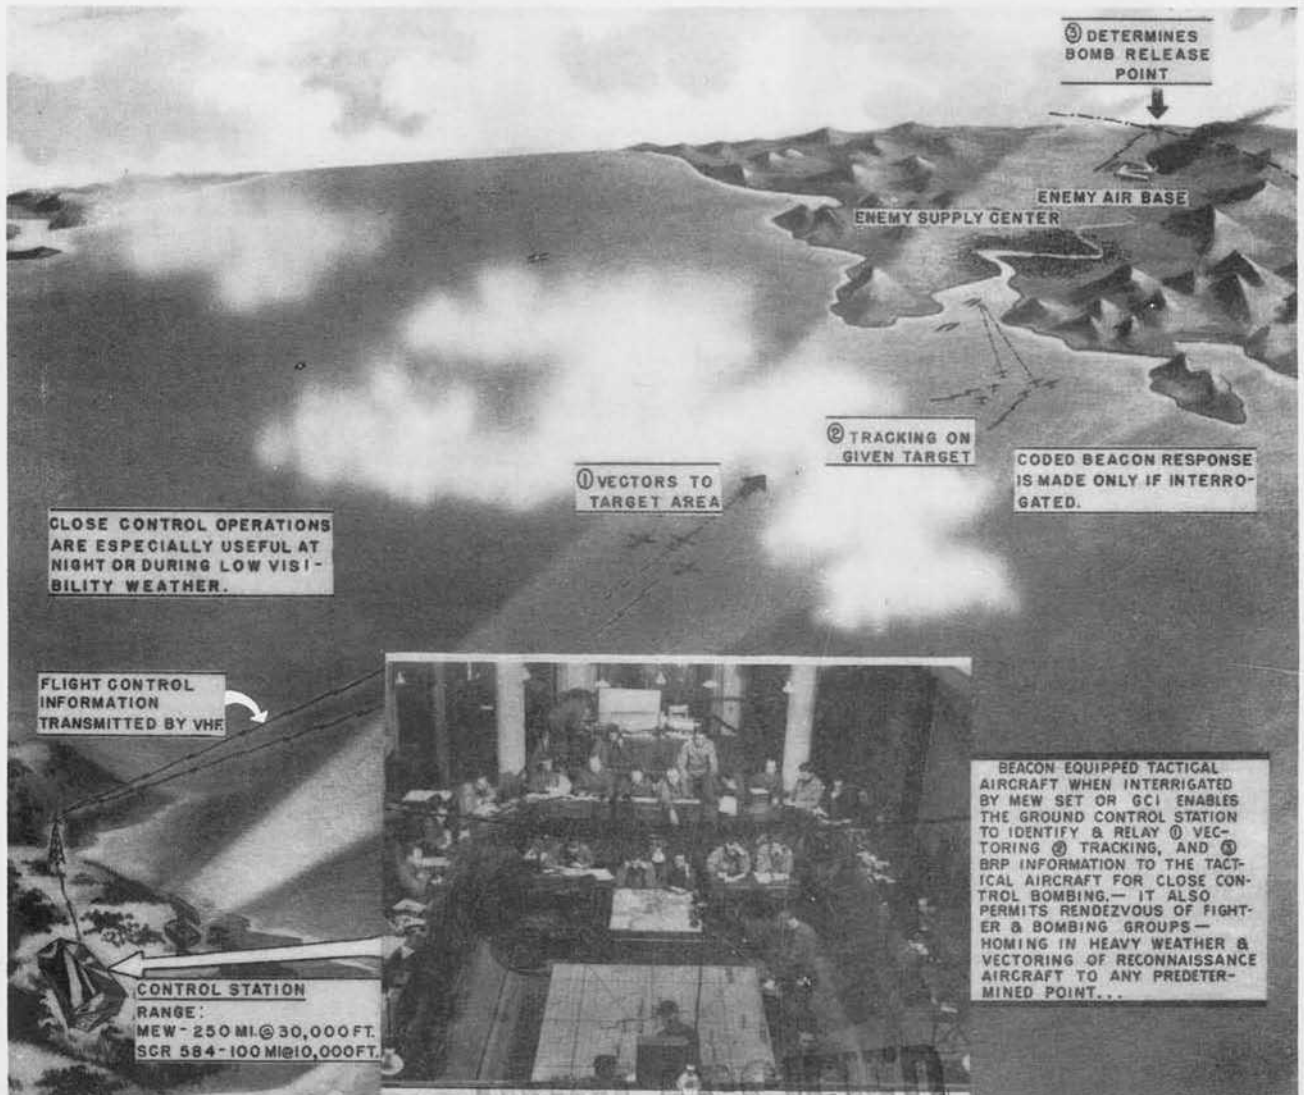 ③ DETERMINES
BOMB RELEASE
POINT
ENEMY AIR BASE
ENEMY SUPPLY CENTER
② TRACKING ON
GIVEN TARGET
CODED BEACON RESPONSE
IS MADE ONLY IF INTERRO-
GATED.
① VECTORS TO
TARGET AREA
CLOSE CONTROL OPERATIONS
ARE ESPECIALLY USEFUL AT
NIGHT OR DURING LOW VISI-
BILITY WEATHER.
FLIGHT CONTROL
INFORMATION
TRANSMITTED BY VHF.
BEACON EQUIPPED TACTICAL
AIRCRAFT WHEN INTERRIGATED
BY MEW SET OR GCI ENABLES
THE GROUND CONTROL STATION
TO IDENTIFY & RELAY ① VEC-
TORING ② TRACKING, AND ③
BRP INFORMATION TO THE TACT-
ICAL AIRCRAFT FOR CLOSE CON-
TROL BOMBING.— IT ALSO
PERMITS RENDEZVOUS OF FIGHT-
ER & BOMBING GROUPS—
HOMING IN HEAVY WEATHER &
VECTORING OF RECONNAISSANCE
AIRCRAFT TO ANY PREDETER-
MINED POINT...
CONTROL STATION
RANGE:
MEW- 250 MI.@ 30,000 FT.
SCR 584-100 MI@10,000 FT.